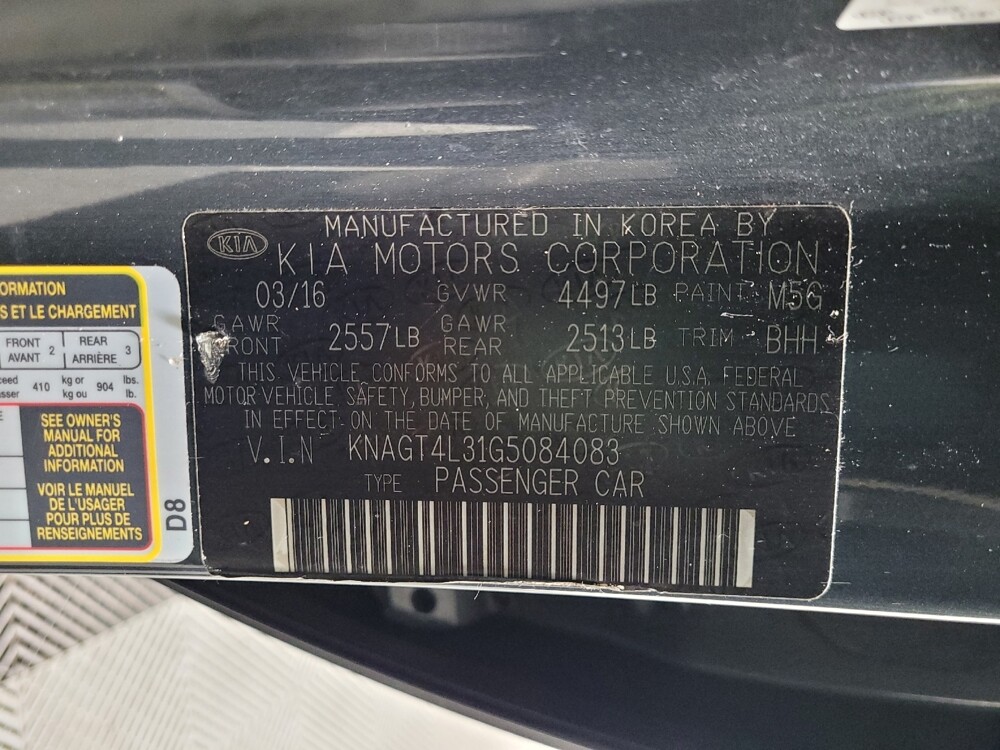 MANUFACTURED IN KOREA BY
KIA
KIA MOTORS CORPORATION
03/16 GVWR 4497LB PAINT M5G
GAWR FRONT 2557LB GAWR REAR 2513LB TRIM BHH
THIS VEHICLE CONFORMS TO ALL APPLICABLE U.S.A. FEDERAL
MOTOR VEHICLE SAFETY, BUMPER, AND THEFT PREVENTION STANDARDS
IN EFFECT ON THE DATE OF MANUFACTURE SHOWN ABOVE
V.I.N KNAGT4L31G5084083
TYPE PASSENGER CAR
ORMATION
S ET LE CHARGEMENT
FRONT AVANT 2 REAR ARRIÈRE 3
410 kg or kg ou 904 lbs. lb.
SEE OWNER'S
MANUAL FOR
ADDITIONAL
INFORMATION
VOIR LE MANUEL
DE L'USAGER
POUR PLUS DE
RENSEIGNEMENTS
D8